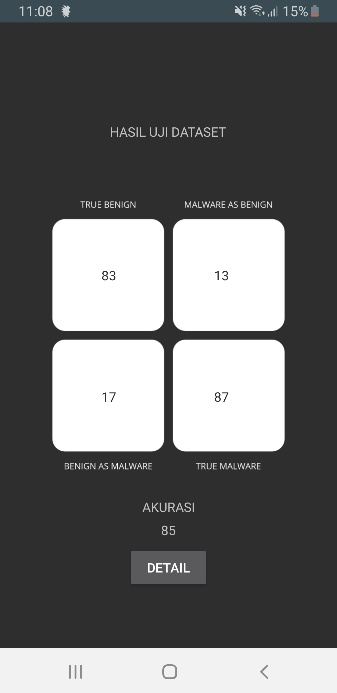 11:08 15%
HASIL UJI DATASET
TRUE BENIGN MALWARE AS BENIGN
83 13
17 87
BENIGN AS MALWARE TRUE MALWARE
AKURASI
85
DETAIL